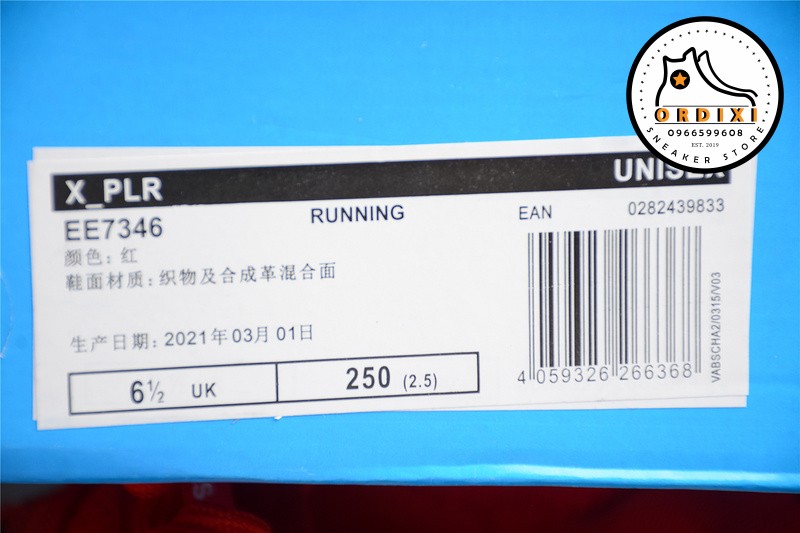 ORDIXI
0966599608
EST. 2019
SNEAKER STORE
X_PLR UNISEX
EE7346 RUNNING EAN 0282439833
颜色：红
鞋面材质：织物及合成革混合面
生产日期：2021年03月01日
6½ UK 250 (2.5)
4 059326 266368
VABSCHA2/0315/V03